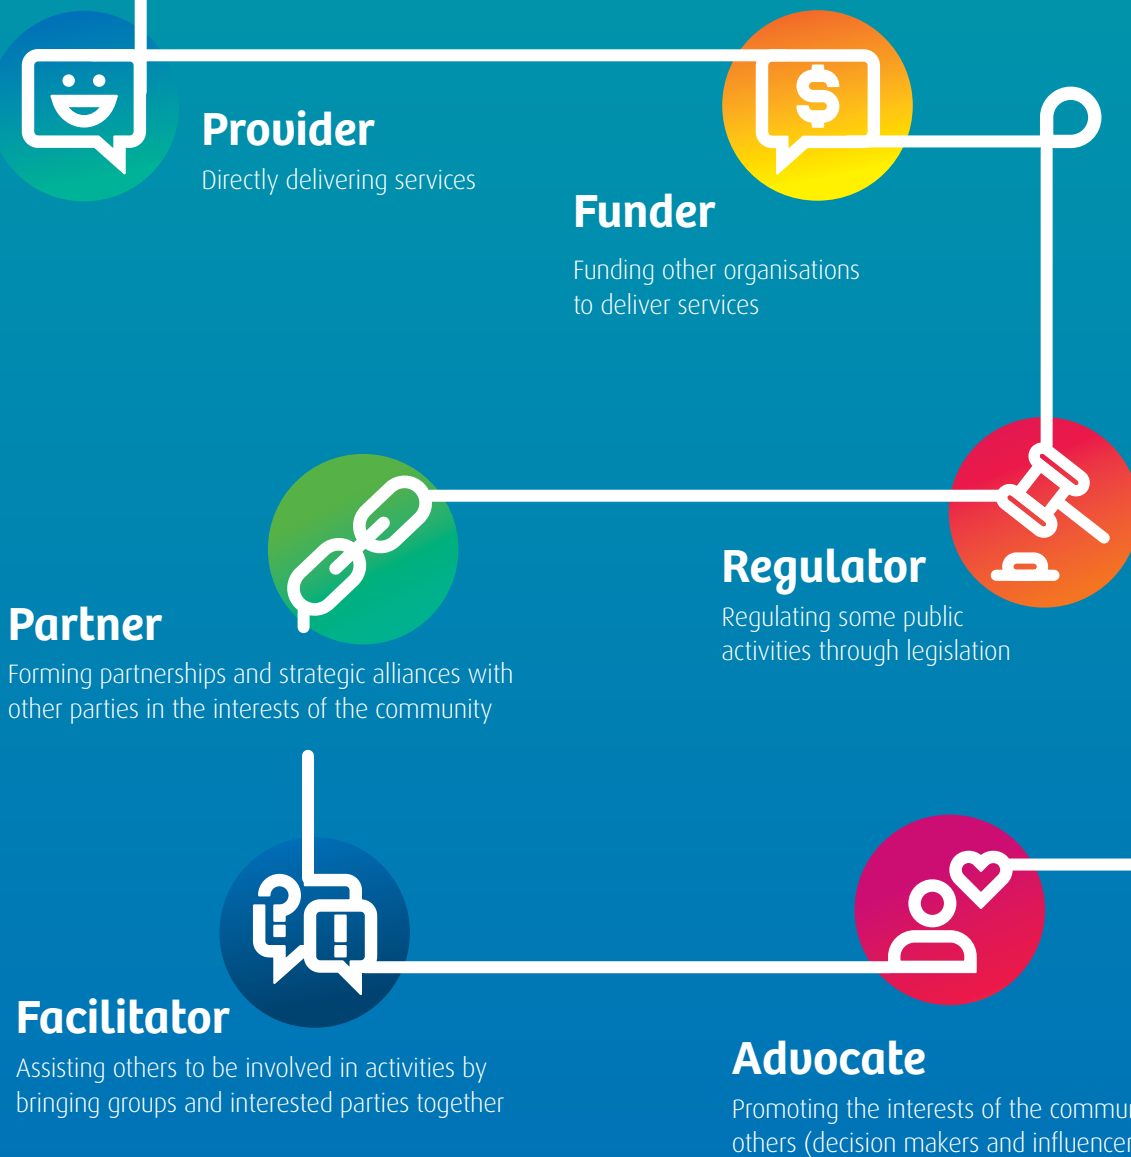 Provider
Directly delivering services
$
Funder
Funding other organisations
to deliver services
Regulator
Regulating some public
activities through legislation
Partner
Forming partnerships and strategic alliances with
other parties in the interests of the community
?
!
Facilitator
Assisting others to be involved in activities by
bringing groups and interested parties together
Advocate
Promoting the interests of the
others (decision makers and